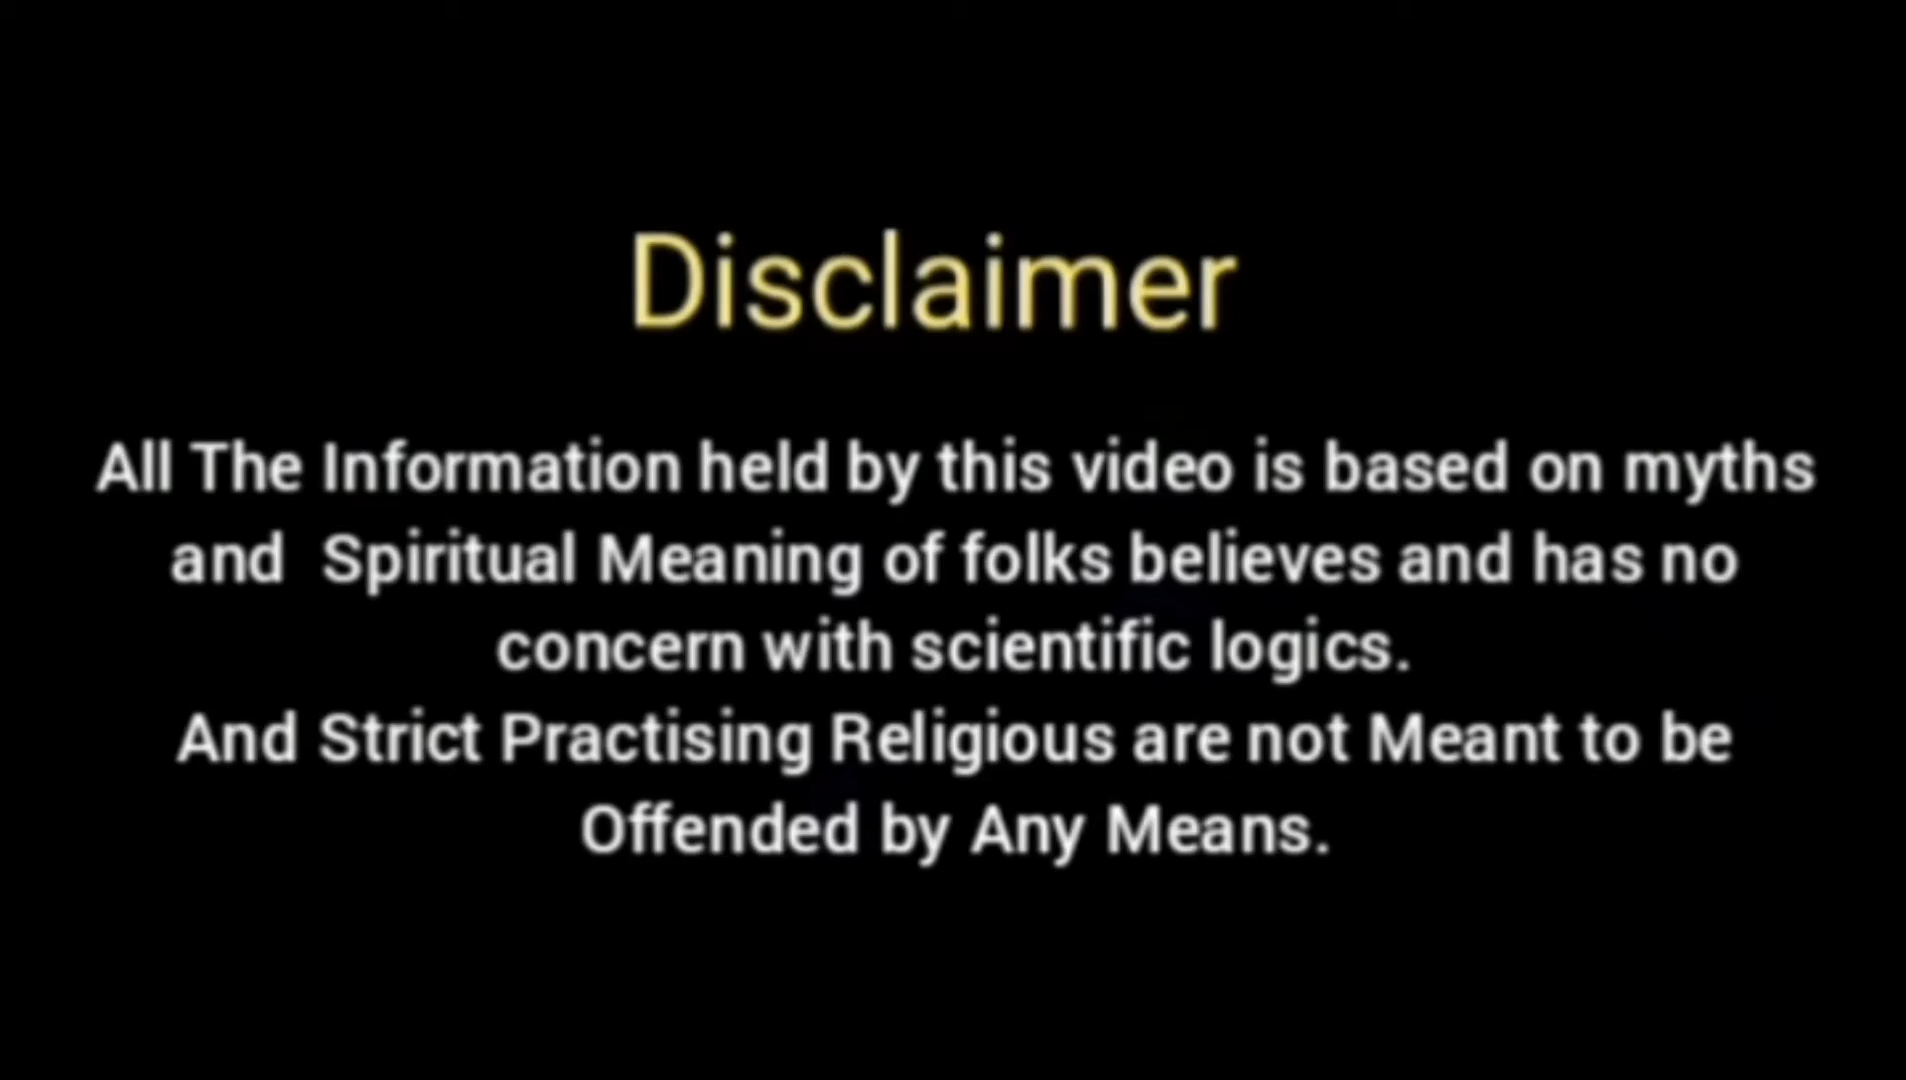 Disclaimer
All The Information held by this video is based on myths
and Spiritual Meaning of folks believes and has no
concern with scientific logics.
And Strict Practising Religious are not Meant to be
Offended by Any Means.